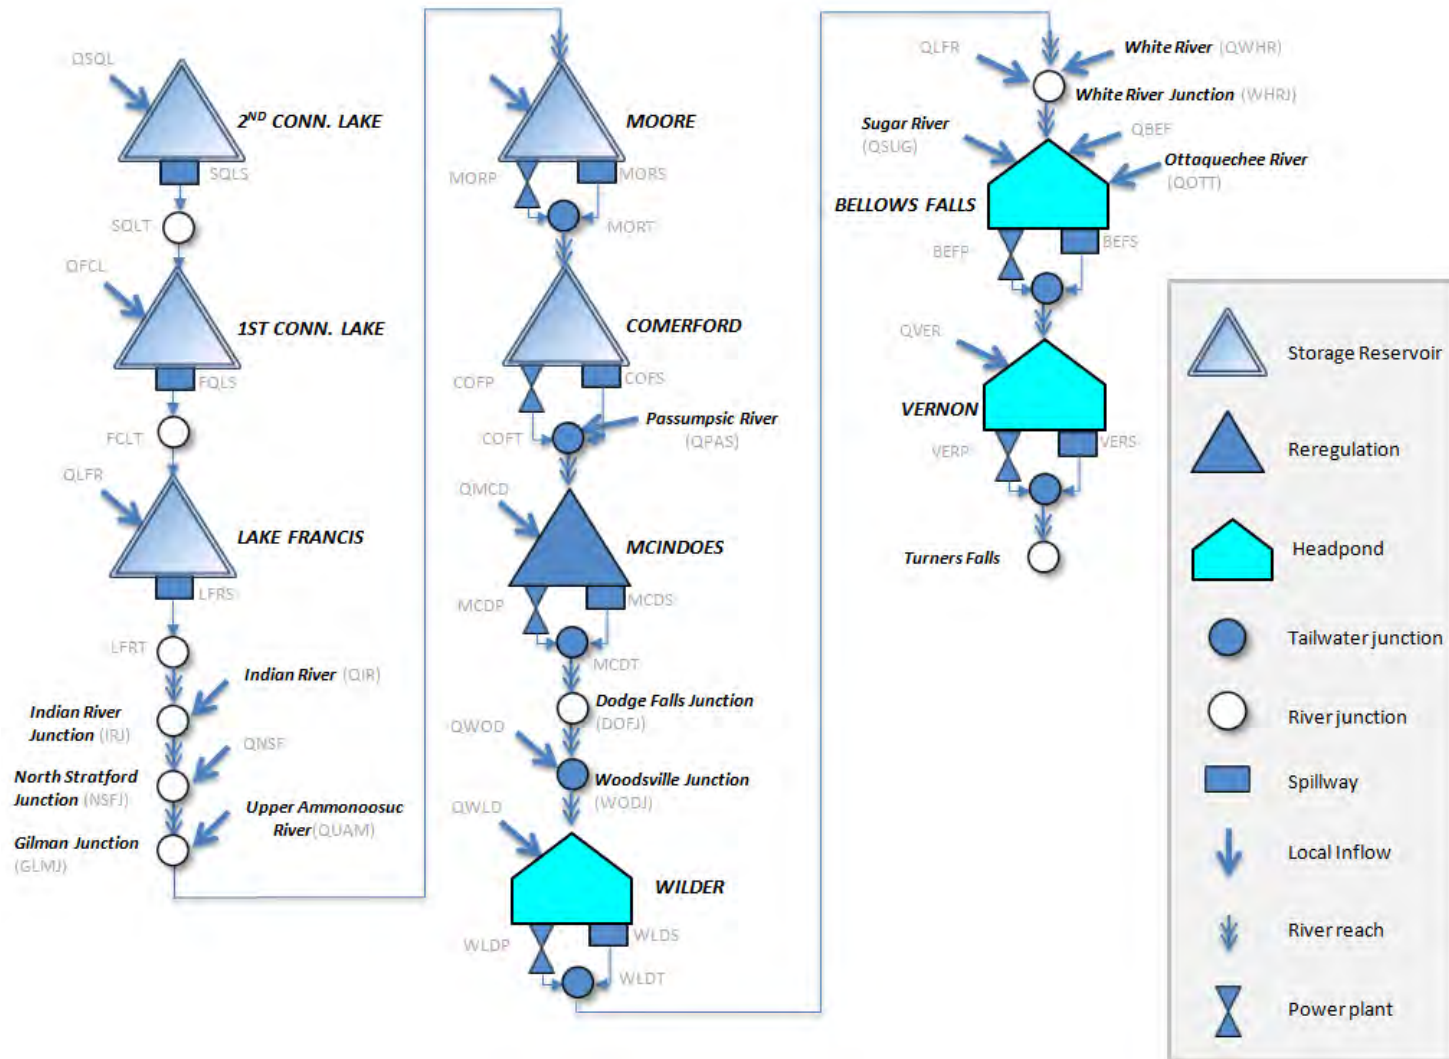 QSQL
2ND CONN. LAKE
SQLS
SQLT
QFCL
1ST CONN. LAKE
FQLS
FCLT
QLFR
LAKE FRANCIS
LFRS
LFRT
Indian River (QIR)
Indian River
Junction (IRJ)
QNSF
North Stratford
Junction (NSFJ)
Upper Ammonoosuc
River(QUAM)
Gilman Junction
(GLMJ)
MOORE
MORP
MORS
MORT
COMERFORD
COFP
COFS
Passumpsic River
(QPAS)
COFT
QMCD
MCINDOES
MCDP
MCDS
MCDT
Dodge Falls Junction
(DOFJ)
QWOD
Woodsville Junction
(WODJ)
QWLD
WILDER
WLDP
WLDS
WLDT
QLFR
White River (QWHR)
White River Junction (WHRJ)
Sugar River
(QSUG)
QBEF
Ottaquechee River
(QOTT)
BELLOWS FALLS
BEFP
BEFS
QVER
VERNON
VERP
VERS
Turners Falls
Storage Reservoir
Reregulation
Headpond
Tailwater junction
River junction
Spillway
Local Inflow
River reach
Power plant